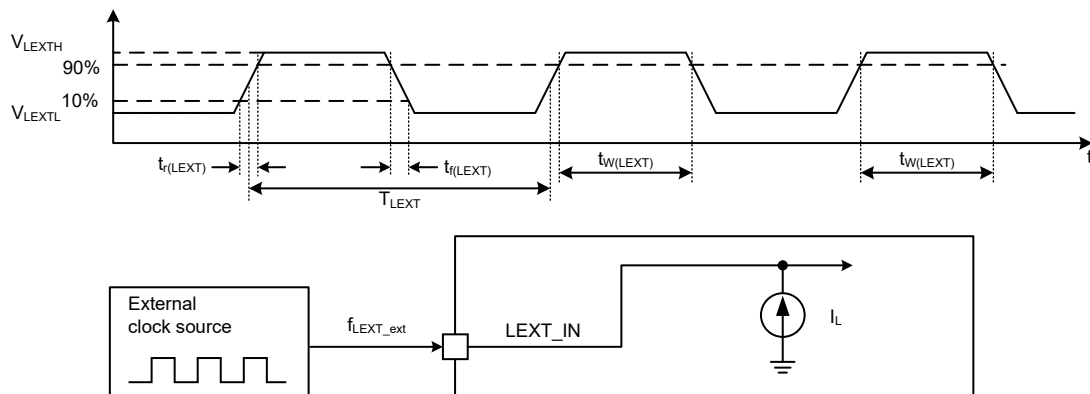 V_LEXTH
90%
10%
V_LEXTL
t_r(LEXT)
t_f(LEXT)
t_W(LEXT)
t_W(LEXT)
t
T_LEXT
External
clock source
f_LEXT_ext
LEXT_IN
I_L